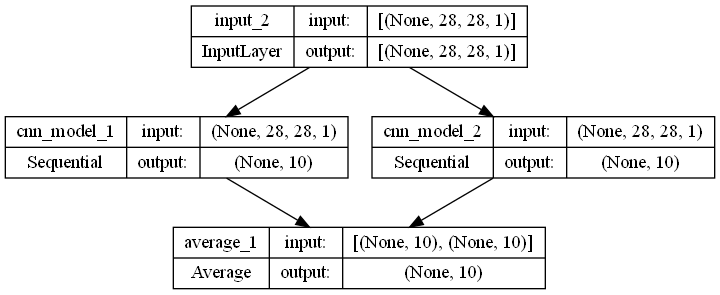 input_2 input: [(None, 28, 28, 1)]
InputLayer output: [(None, 28, 28, 1)]
cnn_model_1 input: (None, 28, 28, 1)
Sequential output: (None, 10)
cnn_model_2 input: (None, 28, 28, 1)
Sequential output: (None, 10)
average_1 input: [(None, 10), (None, 10)]
Average output: (None, 10)